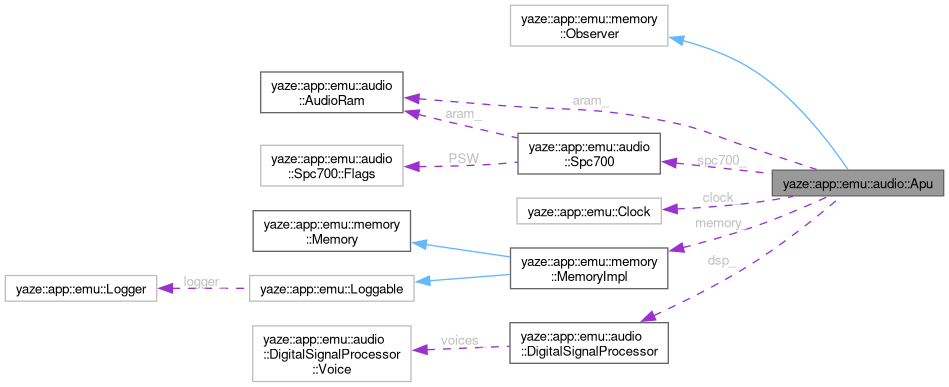 yaze::app::emu::memory
::Observer
yaze::app::emu::audio
::AudioRam
aram_
aram_
yaze::app::emu::audio
::Spc700
PSW
yaze::app::emu::audio
::Spc700::Flags
spc700_
yaze::app::emu::audio::Apu
clock_
yaze::app::emu::Clock
memory_
yaze::app::emu::memory
::Memory
yaze::app::emu::memory
::MemoryImpl
dsp_
yaze::app::emu::Logger
logger
yaze::app::emu::Loggable
yaze::app::emu::audio
::DigitalSignalProcessor
::Voice
voices_
yaze::app::emu::audio
::DigitalSignalProcessor